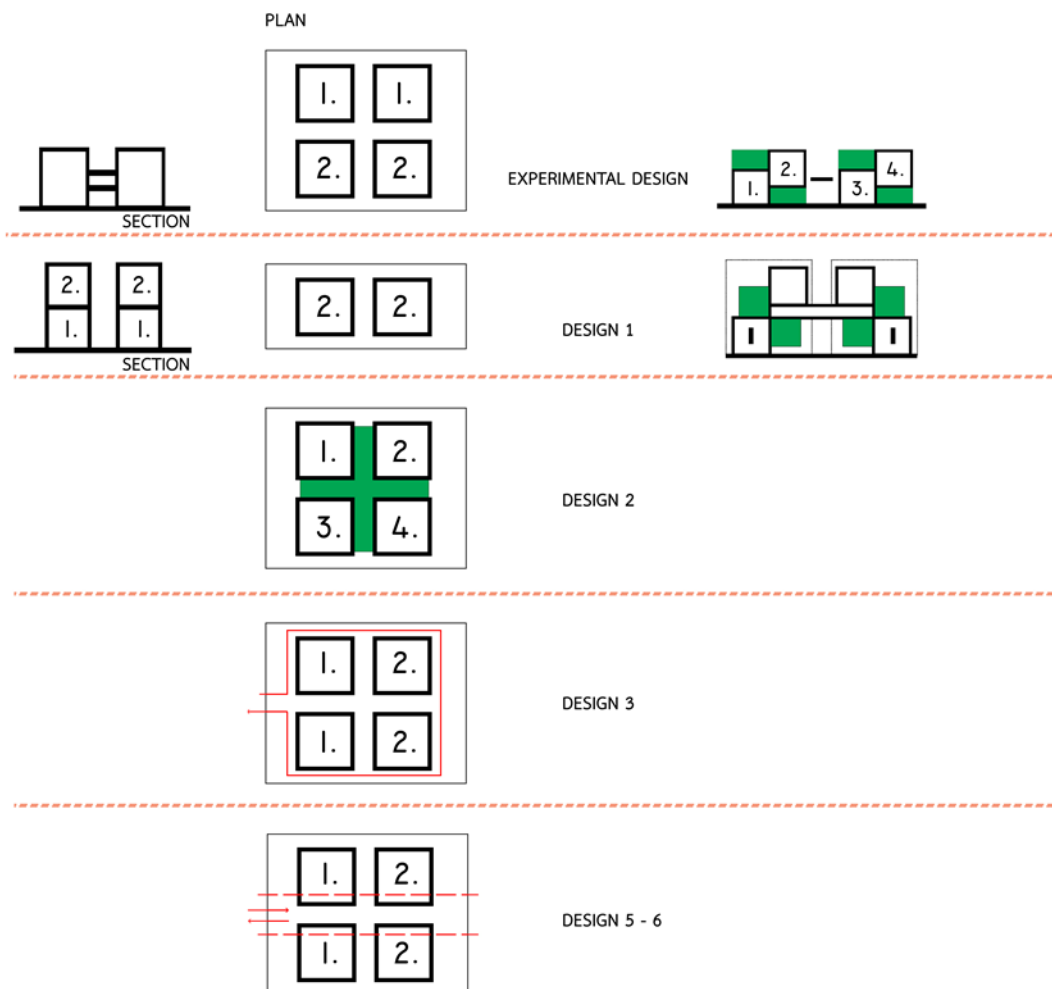 PLAN
1. 1.
2. 2.
SECTION
EXPERIMENTAL DESIGN
1. 2. 3. 4.
2. 2.
1. 1.
SECTION
2. 2.
DESIGN 1
1 1
1. 2.
3. 4.
DESIGN 2
1. 2.
1. 2.
DESIGN 3
1. 2.
1. 2.
DESIGN 5 - 6